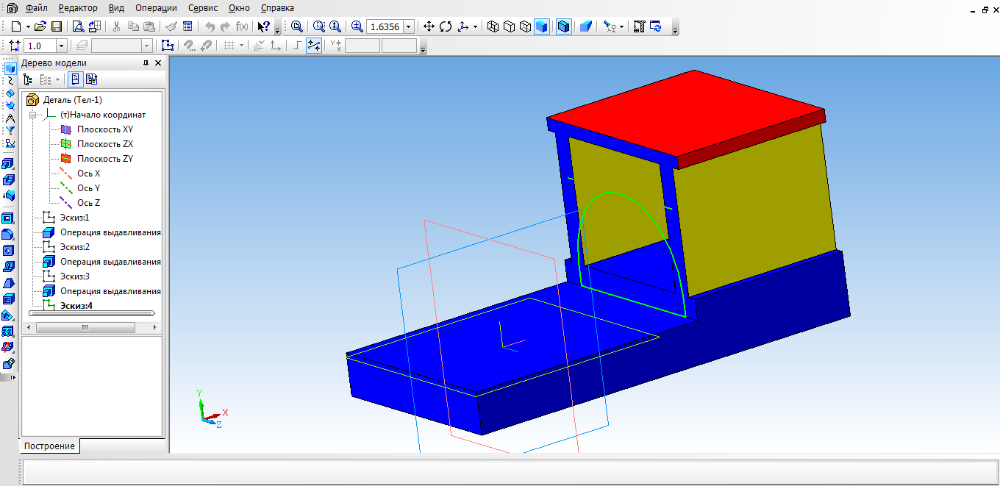 Файл Редактор Вид Операции Сервис Окно Справка
1.6356
1.0
Дерево модели
Деталь (Тел-1)
(т)Начало координат
Плоскость XY
Плоскость ZX
Плоскость ZY
Ось X
Ось Y
Ось Z
Эскиз:1
Операция выдавливания
Эскиз:2
Операция выдавливания
Эскиз:3
Операция выдавливания
Эскиз:4
Построение
Y
X
Z